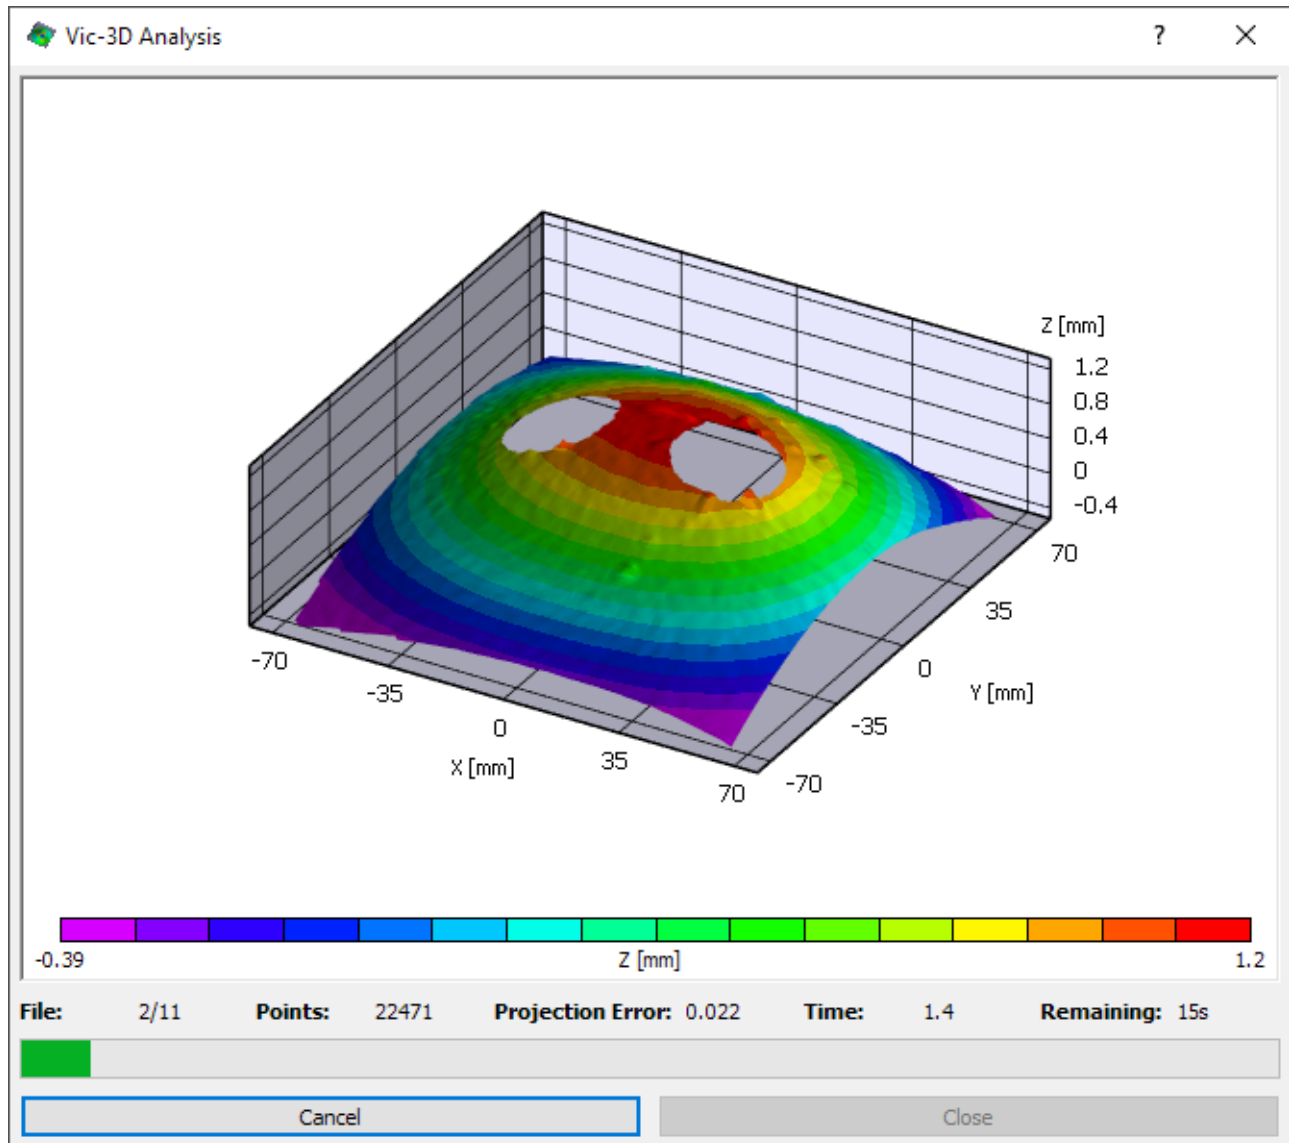 Vic-3D Analysis
?
Z [mm]
1.2
0.8
0.4
0
-0.4
70
35
0
-35
-70
Y [mm]
-70
-35
0
35
70
X [mm]
-0.39 Z [mm] 1.2
File: 2/11 Points: 22471 Projection Error: 0.022 Time: 1.4 Remaining: 15s
Cancel Close